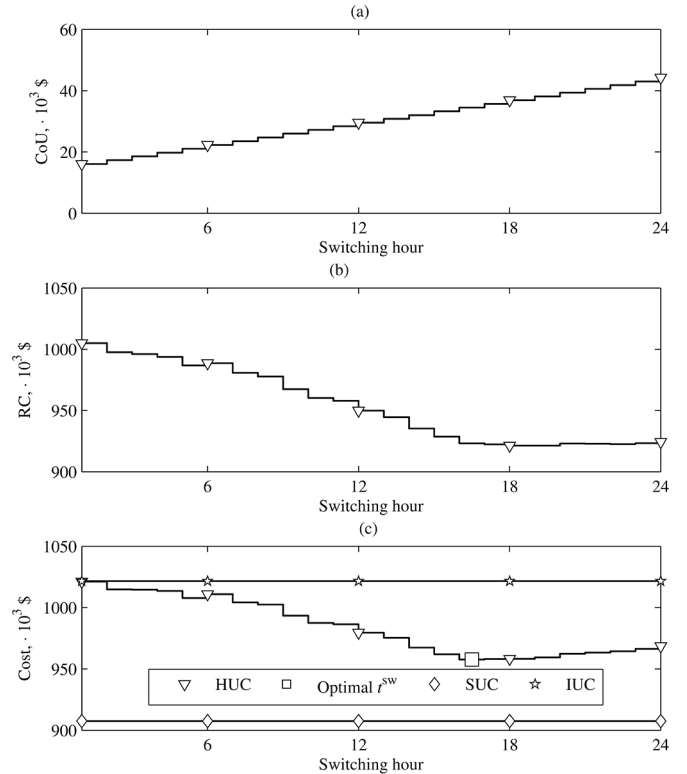 (a)
60
40
20
0
CoU, · 10³ $
6 12 18 24
Switching hour
(b)
1050
1000
950
900
RC, · 10³ $
6 12 18 24
Switching hour
(c)
1050
1000
950
900
Cost, · 10³ $
HUC Optimal tˢʷ SUC IUC
6 12 18 24
Switching hour